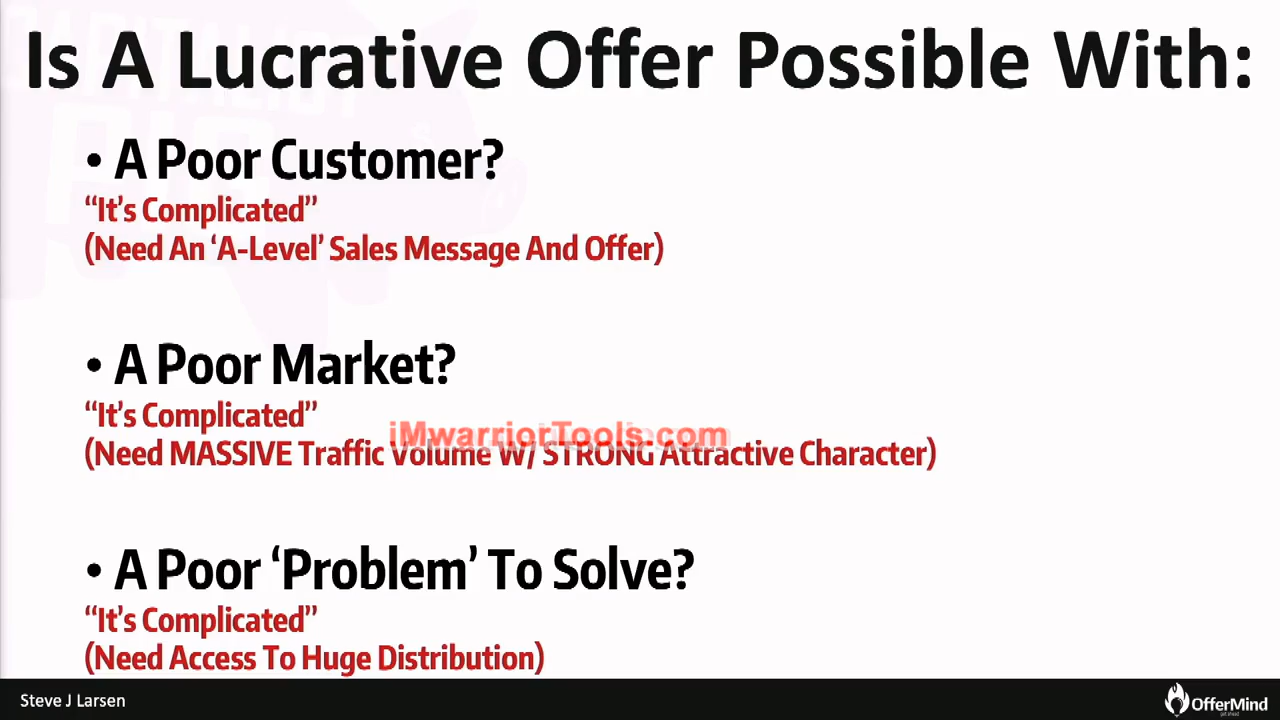 Is A Lucrative Offer Possible With:
• A Poor Customer?
“It’s Complicated”
(Need An ‘A-Level’ Sales Message And Offer)
• A Poor Market?
“It’s Complicated”
iMwarriorTools.com
(Need MASSIVE Traffic Volume W/ STRONG Attractive Character)
• A Poor ‘Problem’ To Solve?
“It’s Complicated”
(Need Access To Huge Distribution)
Steve J Larsen
OfferMind